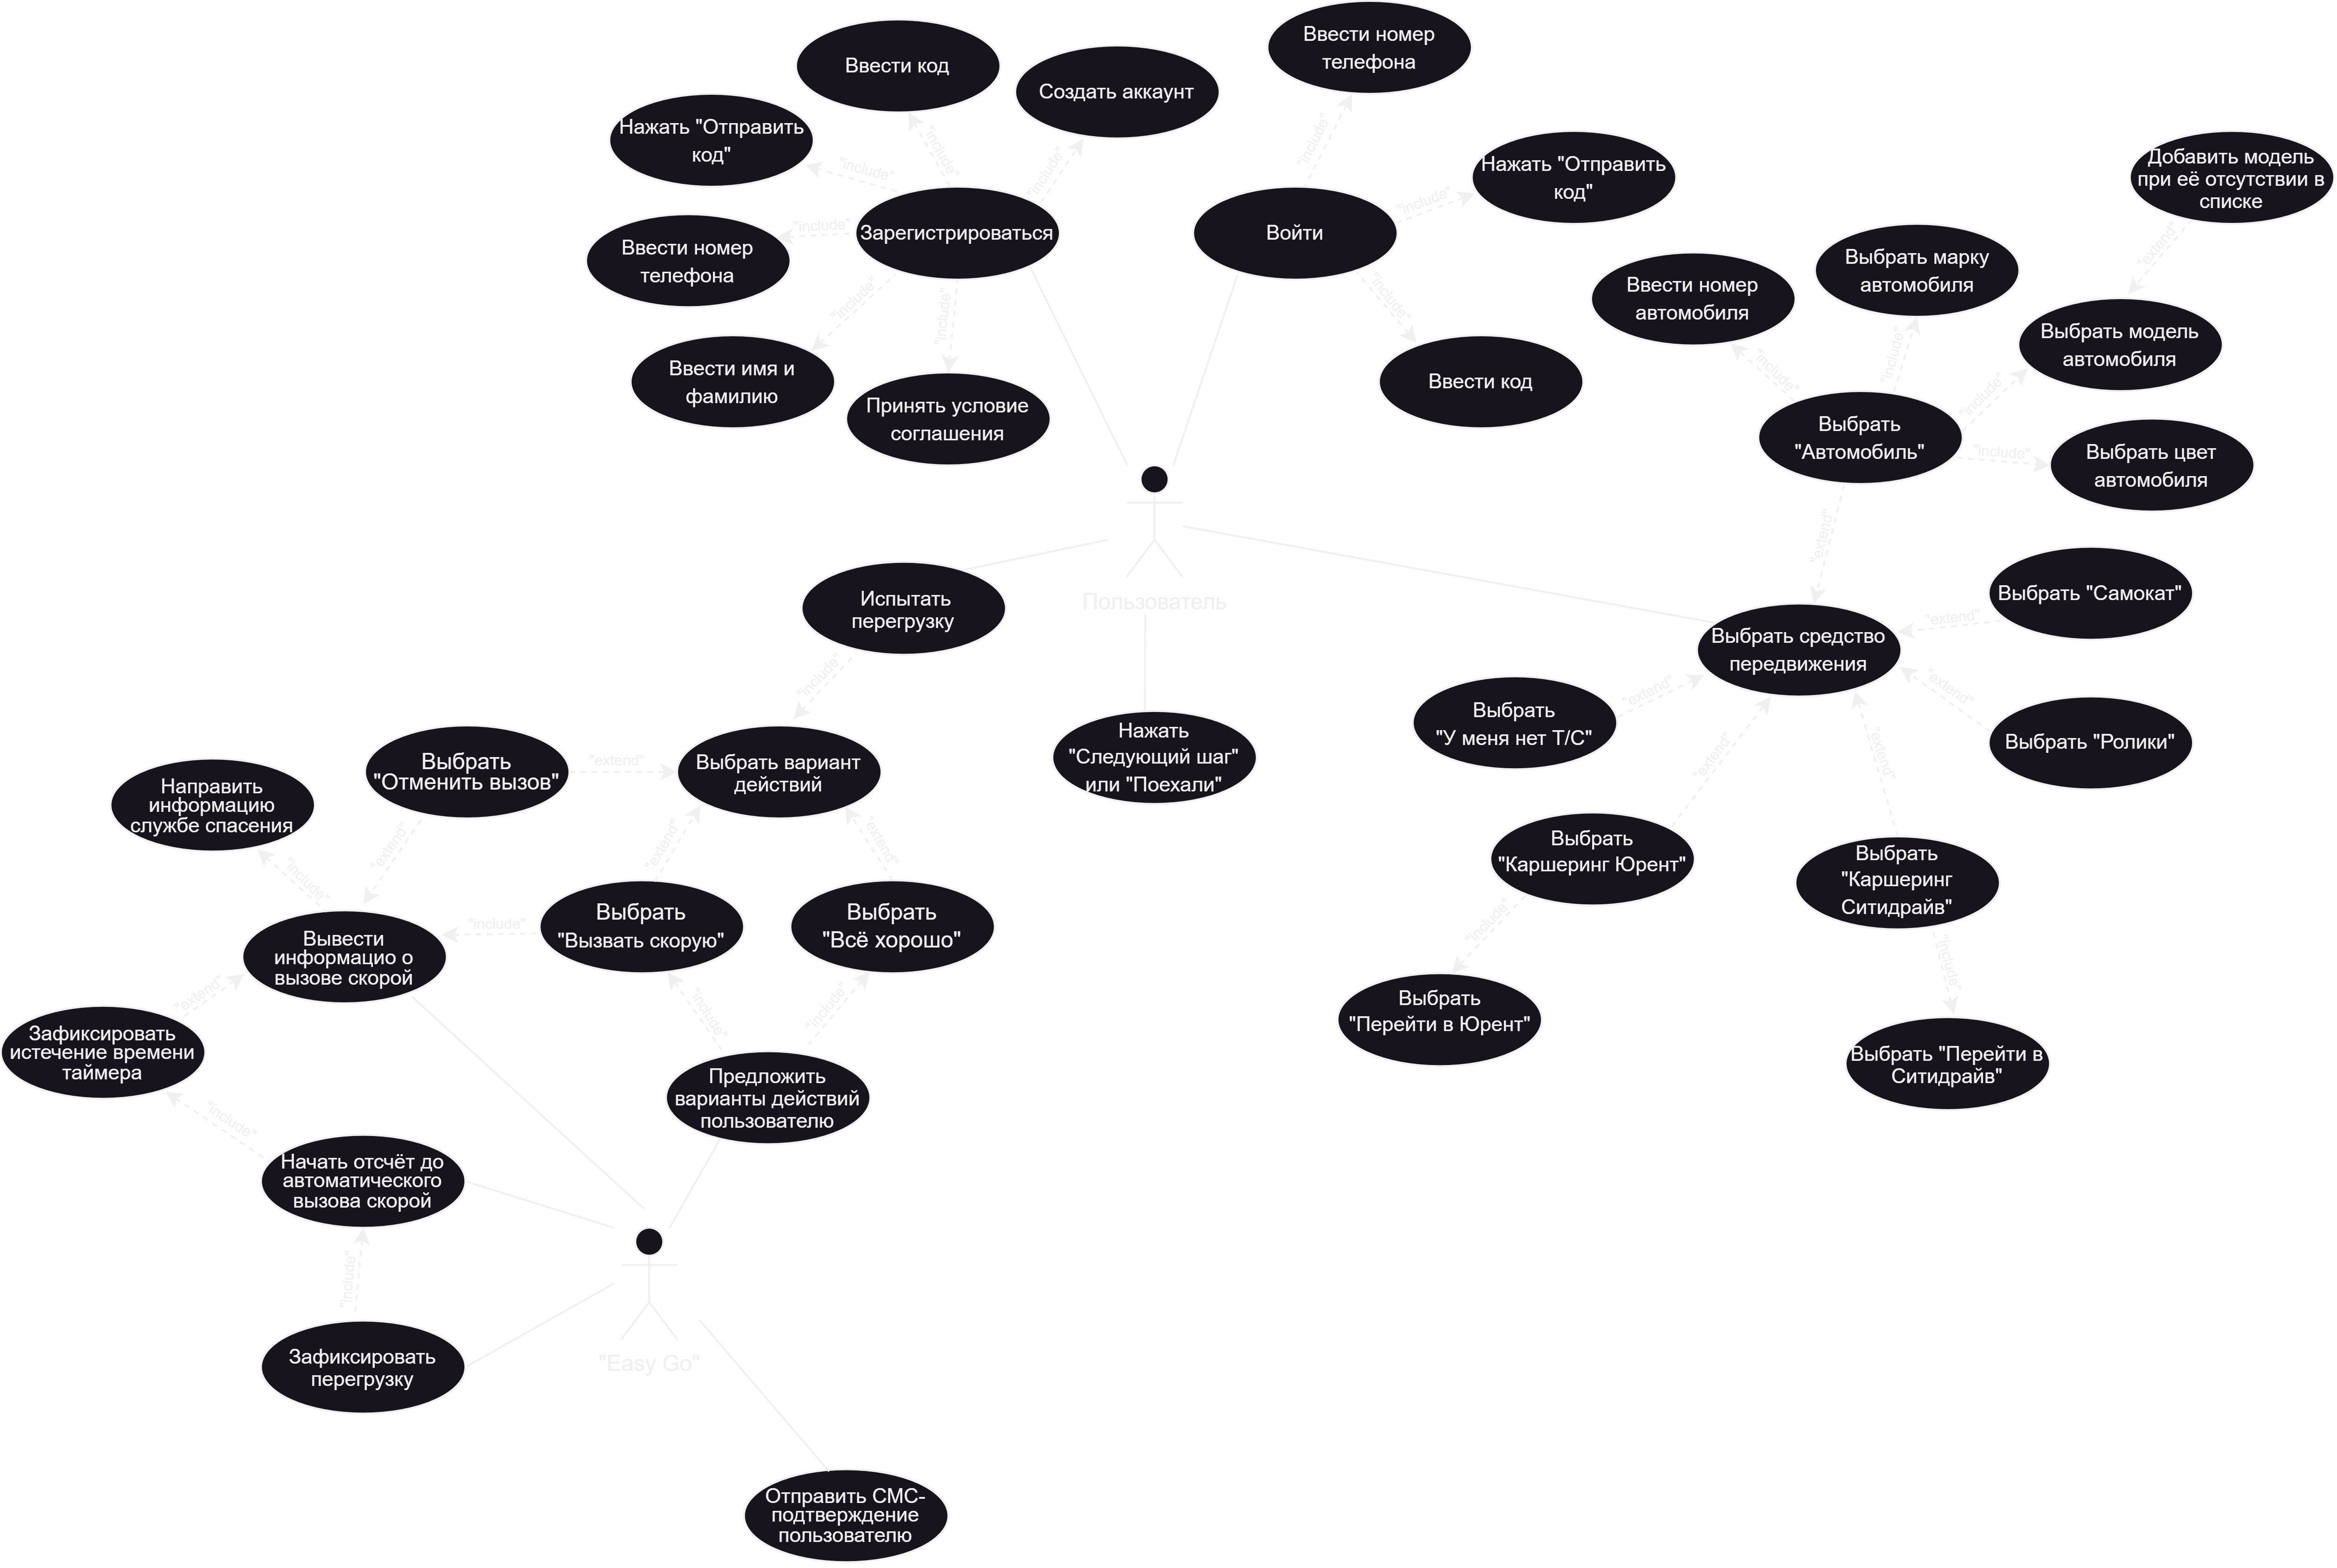 Ввести номер
телефона
Ввести код
Создать аккаунт
Нажать "Отправить
код"
"include"
"include"
"include"
"include"
Нажать "Отправить
код"
"include"
Добавить модель
при её отсутствии в
списке
Ввести номер
телефона
"include"
Зарегистрироваться
Войти
"extend"
Выбрать марку
автомобиля
Ввести номер
автомобиля
"include"
"include"
"include"
Выбрать модель
автомобиля
"include"
"include"
Ввести имя и
фамилию
Принять условие
соглашения
Ввести код
"include"
Выбрать
"Автомобиль"
"include"
Выбрать цвет
автомобиля
"extend"
Пользователь
Испытать
перегрузку
Выбрать "Самокат"
"extend"
Выбрать средство
передвижения
"include"
"extend"
"extend"
Выбрать
"У меня нет Т/С"
Выбрать "Ролики"
Нажать
"Следующий шаг"
или "Поехали"
Выбрать
"Отменить вызов"
"extend"
Выбрать вариант
действий
"extend"
"extend"
Направить
информацию
службе спасения
"extend"
"extend"
"extend"
Выбрать
"Каршеринг Юрент"
Выбрать
"Каршеринг
Ситидрайв"
"include"
Вывести
информацио о
вызове скорой
"include"
Выбрать
"Вызвать скорую"
Выбрать
"Всё хорошо"
"include"
"include"
"extend"
"include"
"include"
Выбрать
"Перейти в Юрент"
Зафиксировать
истечение времени
таймера
Выбрать "Перейти в
Ситидрайв"
Предложить
варианты действий
пользователю
"include"
Начать отсчёт до
автоматического
вызова скорой
"include"
Зафиксировать
перегрузку
"Easy Go"
Отправить СМС-
подтверждение
пользователю